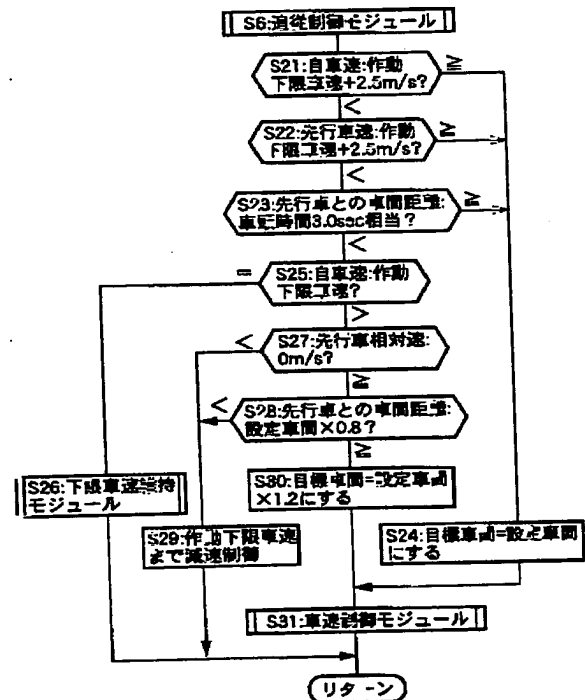 S6:追従制御モジュール
S21:自車速:作動
下限車速+2.5m/s?
≧
<
S22:先行車速:作動
下限車速+2.5m/s?
≧
<
S23:先行車との車間距離:
車間時間3.0sec相当?
≧
<
S25:自車速:作動
下限車速?
=
>
S27:先行車相対速:
0m/s?
<
≧
S28:先行車との車間距離:
設定車間×0.8?
<
≧
S26:下限車速維持
モジュール
S30:目標車間=設定車間
×1.2にする
S29:作動下限車速
まで減速制御
S24:目標車間=設定車間
にする
S31:車速制御モジュール
リターン